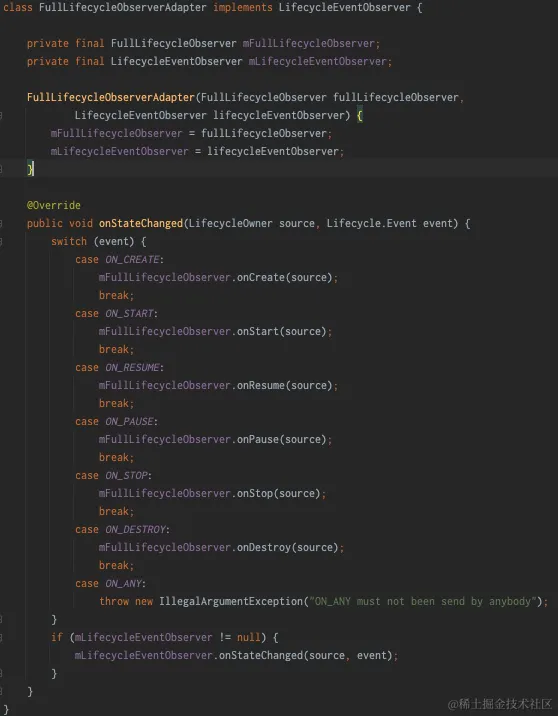 class FullLifecycleObserverAdapter implements LifecycleEventObserver {
private final FullLifecycleObserver mFullLifecycleObserver;
private final LifecycleEventObserver mLifecycleEventObserver;
FullLifecycleObserverAdapter(FullLifecycleObserver fullLifecycleObserver,
LifecycleEventObserver lifecycleEventObserver) {
mFullLifecycleObserver = fullLifecycleObserver;
mLifecycleEventObserver = lifecycleEventObserver;
}
@Override
public void onStateChanged(LifecycleOwner source, Lifecycle.Event event) {
switch (event) {
case ON_CREATE:
mFullLifecycleObserver.onCreate(source);
break;
case ON_START:
mFullLifecycleObserver.onStart(source);
break;
case ON_RESUME:
mFullLifecycleObserver.onResume(source);
break;
case ON_PAUSE:
mFullLifecycleObserver.onPause(source);
break;
case ON_STOP:
mFullLifecycleObserver.onStop(source);
break;
case ON_DESTROY:
mFullLifecycleObserver.onDestroy(source);
break;
case ON_ANY:
throw new IllegalArgumentException("ON_ANY must not been send by anybody");
}
if (mLifecycleEventObserver != null) {
mLifecycleEventObserver.onStateChanged(source, event);
}
}
}
@稀土掘金技术社区